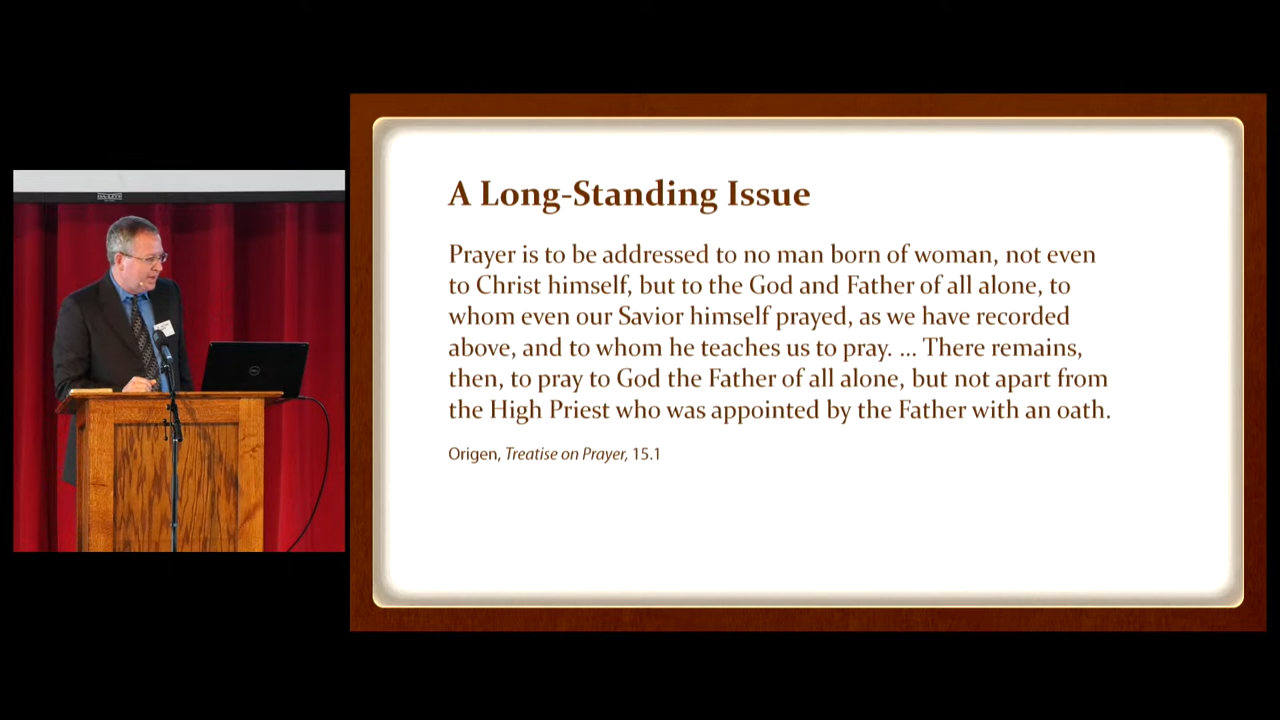 A Long-Standing Issue
Prayer is to be addressed to no man born of woman, not even
to Christ himself, but to the God and Father of all alone, to
whom even our Savior himself prayed, as we have recorded
above, and to whom he teaches us to pray. ... There remains,
then, to pray to God the Father of all alone, but not apart from
the High Priest who was appointed by the Father with an oath.
Origen, Treatise on Prayer, 15.1
DELL